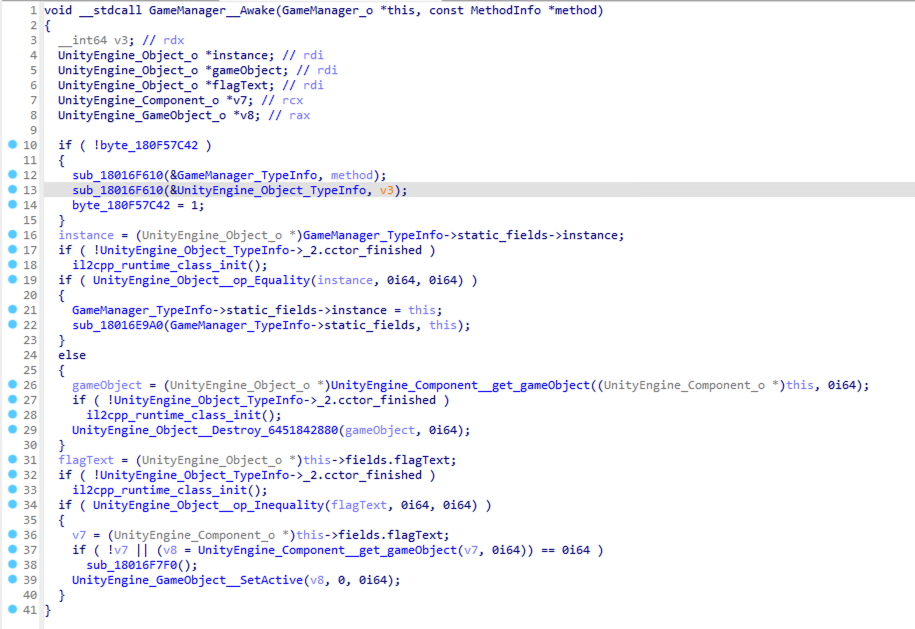 1 void __stdcall GameManager__Awake(GameManager_o *this, const MethodInfo *method)
2 {
3   __int64 v3; // rdx
4   UnityEngine_Object_o *instance; // rdi
5   UnityEngine_Object_o *gameObject; // rdi
6   UnityEngine_Object_o *flagText; // rdi
7   UnityEngine_Component_o *v7; // rcx
8   UnityEngine_GameObject_o *v8; // rax
9
10   if ( !byte_180F57C42 )
11   {
12     sub_18016F610(&GameManager_TypeInfo, method);
13     sub_18016F610(&UnityEngine_Object_TypeInfo, v3);
14     byte_180F57C42 = 1;
15   }
16   instance = (UnityEngine_Object_o *)GameManager_TypeInfo->static_fields->instance;
17   if ( !UnityEngine_Object_TypeInfo->_2.cctor_finished )
18     il2cpp_runtime_class_init();
19   if ( UnityEngine_Object__op_Equality(instance, 0i64, 0i64) )
20   {
21     GameManager_TypeInfo->static_fields->instance = this;
22     sub_18016E9A0(GameManager_TypeInfo->static_fields, this);
23   }
24   else
25   {
26     gameObject = (UnityEngine_Object_o *)UnityEngine_Component__get_gameObject((UnityEngine_Component_o *)this, 0i64);
27     if ( !UnityEngine_Object_TypeInfo->_2.cctor_finished )
28       il2cpp_runtime_class_init();
29     UnityEngine_Object__Destroy_6451842880(gameObject, 0i64);
30   }
31   flagText = (UnityEngine_Object_o *)this->fields.flagText;
32   if ( !UnityEngine_Object_TypeInfo->_2.cctor_finished )
33     il2cpp_runtime_class_init();
34   if ( UnityEngine_Object__op_Inequality(flagText, 0i64, 0i64) )
35   {
36     v7 = (UnityEngine_Component_o *)this->fields.flagText;
37     if ( !v7 || (v8 = UnityEngine_Component__get_gameObject(v7, 0i64)) == 0i64 )
38       sub_18016F7F0();
39     UnityEngine_GameObject__SetActive(v8, 0, 0i64);
40   }
41 }